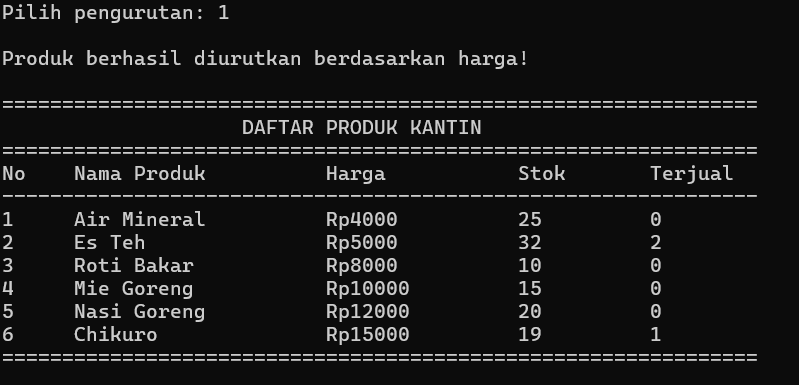 Pilih pengurutan: 1
Produk berhasil diurutkan berdasarkan harga!
===============================================================
DAFTAR PRODUK KANTIN
===============================================================
No    Nama Produk          Harga           Stok       Terjual
---------------------------------------------------------------
1     Air Mineral          Rp4000          25         0
2     Es Teh               Rp5000          32         2
3     Roti Bakar           Rp8000          10         0
4     Mie Goreng           Rp10000         15         0
5     Nasi Goreng          Rp12000         20         0
6     Chikuro              Rp15000         19         1
===============================================================